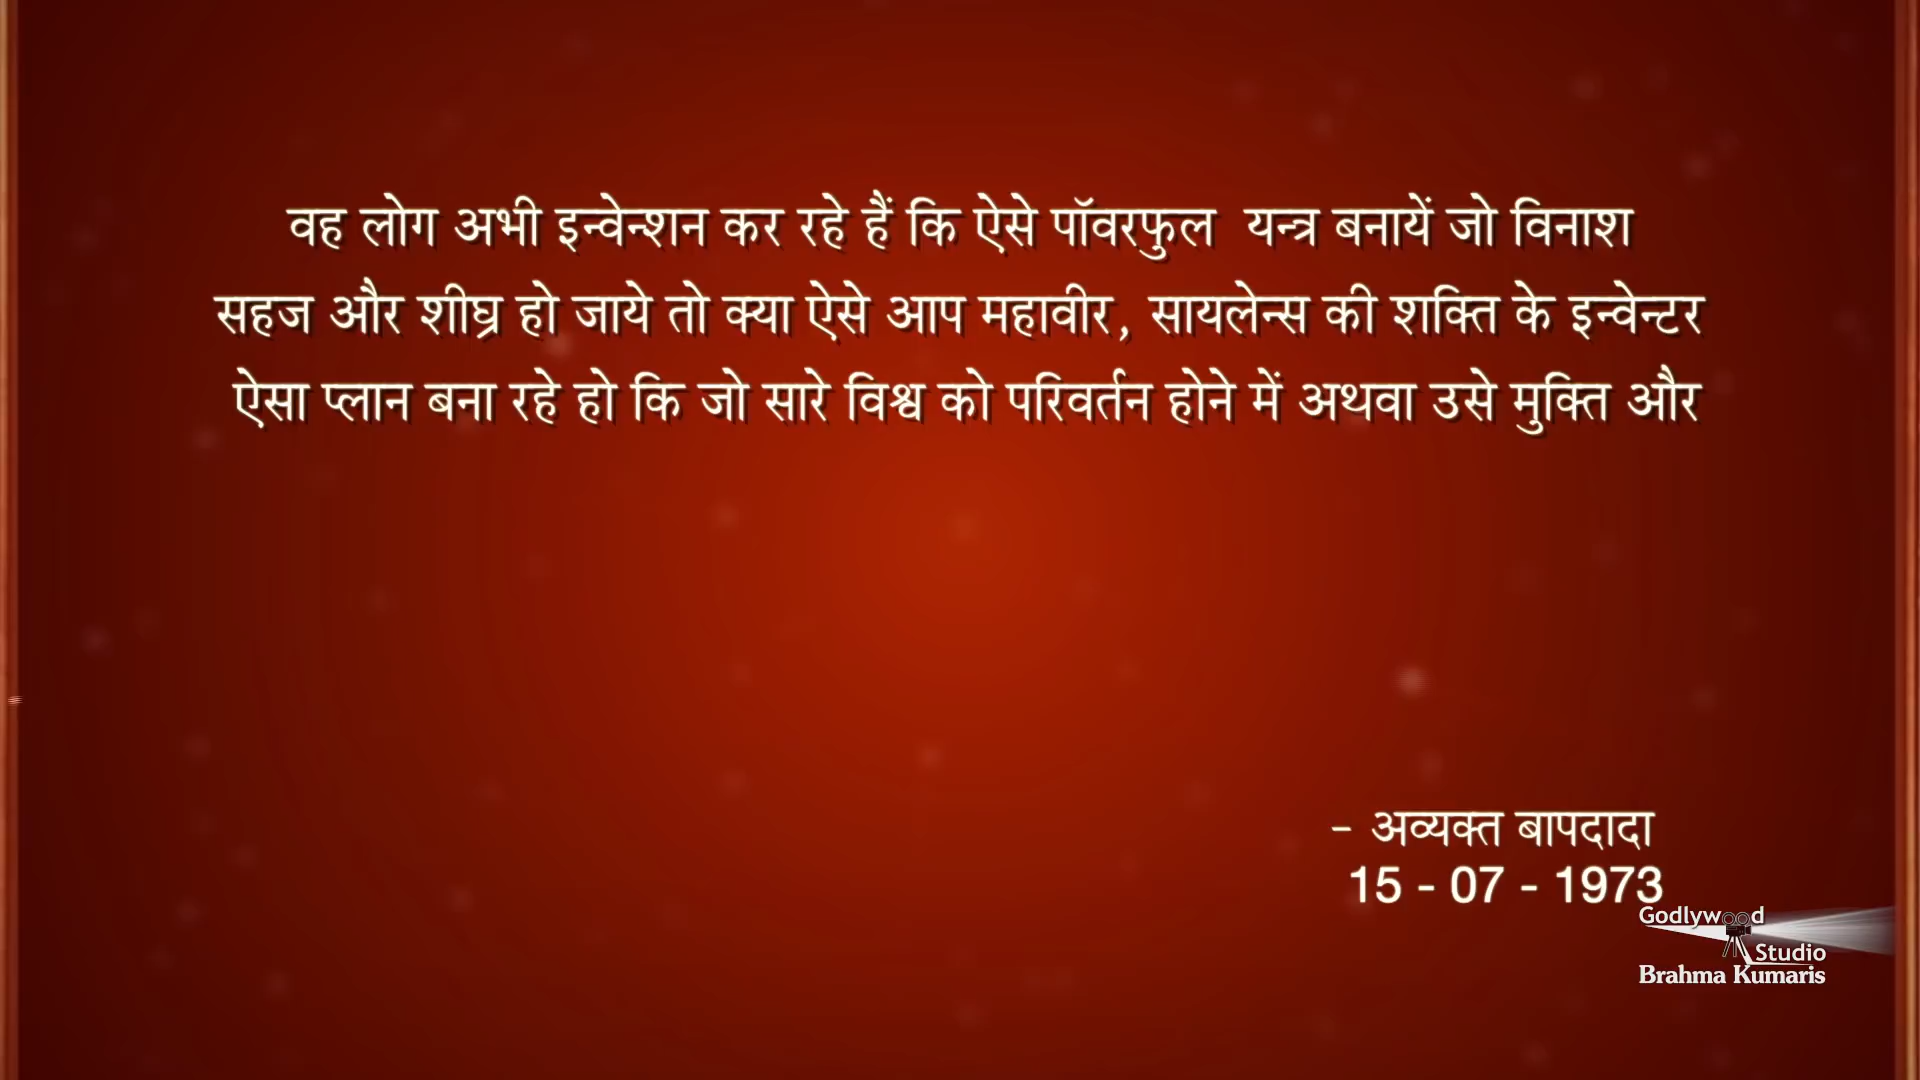 वह लोग अभी इन्वेन्शन कर रहे हैं कि ऐसे पॉवरफुल यन्त्र बनायें जो विनाश
सहज और शीघ्र हो जाये तो क्या ऐसे आप महावीर, सायलेन्स की शक्ति के इन्वेन्टर
ऐसा प्लान बना रहे हो कि जो सारे विश्व को परिवर्तन होने में अथवा उसे मुक्ति और
- अव्यक्त बापदादा
15 - 07 - 1973
Godlywood
Studio
Brahma Kumaris